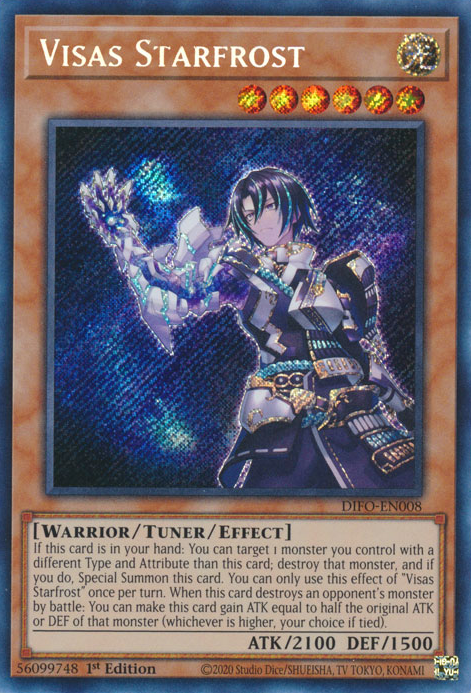 VISAS STARFROST
DIFO-EN008
[WARRIOR/TUNER/EFFECT]
If this card is in your hand: You can target 1 monster you control with a
different Type and Attribute than this card; destroy that monster, and if
you do, Special Summon this card. You can only use this effect of "Visas
Starfrost" once per turn. When this card destroys an opponent's monster
by battle: You can make this card gain ATK equal to half the original ATK
or DEF of that monster (whichever is higher, your choice if tied).
ATK/2100 DEF/1500
56099748 1st Edition ©2020 Studio Dice/SHUEISHA, TV TOKYO, KONAMI